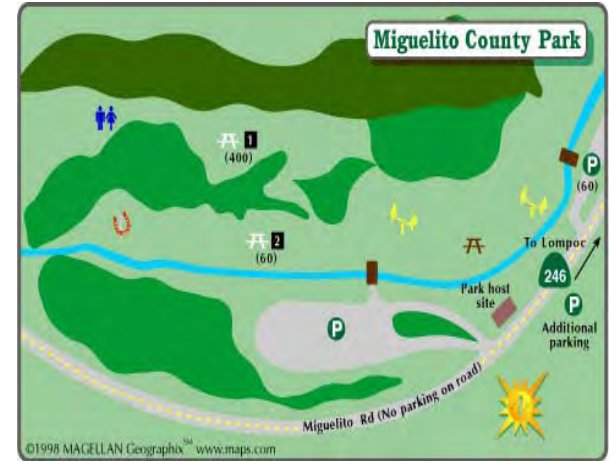 Miguelito County Park
1
(400)
P
(60)
2
(60)
To Lompoc
246
Park host
site
P
P
Additional
parking
Miguelito Rd (No parking on road)
©1998 MAGELLAN Geographix℠ www.maps.com